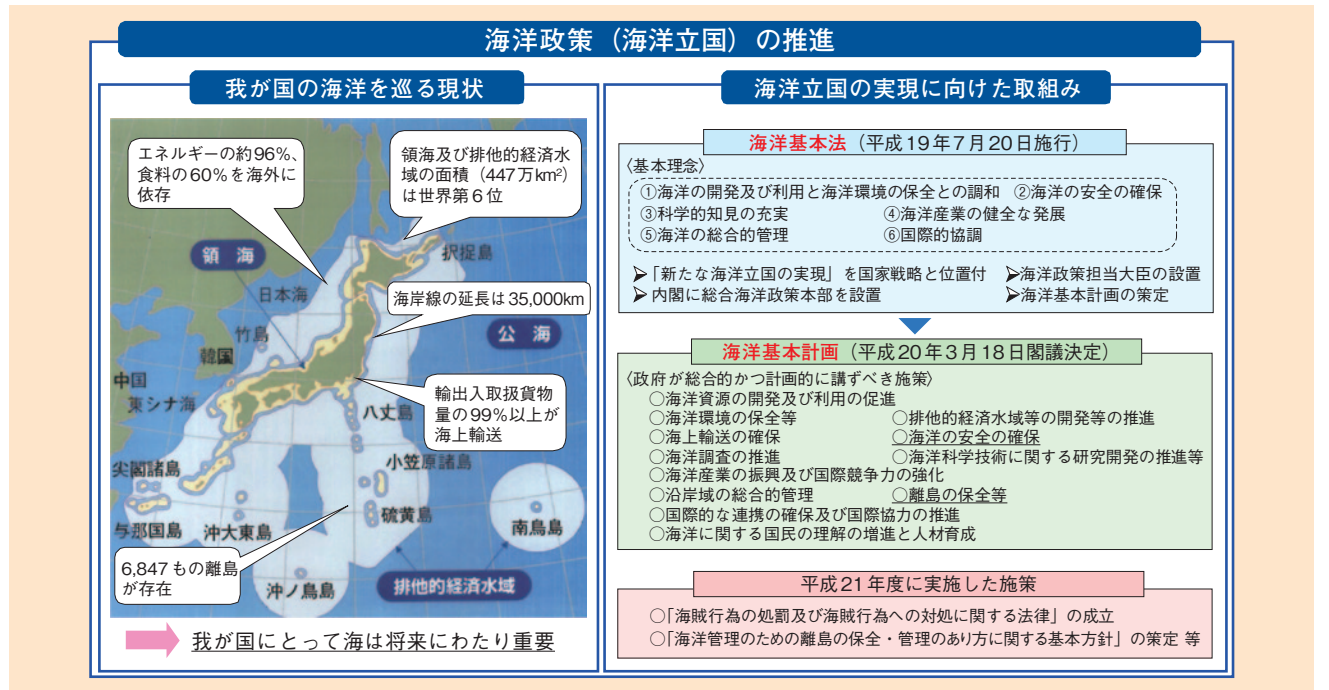 海洋政策（海洋立国）の推進
我が国の海洋を巡る現状
エネルギーの約96%、
食料の60%を海外に
依存
領海及び排他的経済水
域の面積（447万km²）
は世界第6位
領海
択捉島
日本海
海岸線の延長は35,000km
竹島
公海
韓国
中国
東シナ海
輸出入取扱貨物
量の99%以上が
海上輸送
八丈島
小笠原諸島
尖閣諸島
硫黄島
南鳥島
与那国島
沖大東島
6,847もの離島
が存在
沖ノ鳥島
排他的経済水域
我が国にとって海は将来にわたり重要
海洋立国の実現に向けた取組み
海洋基本法（平成19年7月20日施行）
〈基本理念〉
①海洋の開発及び利用と海洋環境の保全との調和 ②海洋の安全の確保
③科学的知見の充実 ④海洋産業の健全な発展
⑤海洋の総合的管理 ⑥国際的協調
➢「新たな海洋立国の実現」を国家戦略と位置付 ➢海洋政策担当大臣の設置
➢内閣に総合海洋政策本部を設置 ➢海洋基本計画の策定
海洋基本計画（平成20年3月18日閣議決定）
〈政府が総合的かつ計画的に講ずべき施策〉
○海洋資源の開発及び利用の促進
○海洋環境の保全等 ○排他的経済水域等の開発等の推進
○海上輸送の確保 ○海洋の安全の確保
○海洋調査の推進 ○海洋科学技術に関する研究開発の推進等
○海洋産業の振興及び国際競争力の強化
○沿岸域の総合的管理 ○離島の保全等
○国際的な連携の確保及び国際協力の推進
○海洋に関する国民の理解の増進と人材育成
平成21年度に実施した施策
○「海賊行為の処罰及び海賊行為への対処に関する法律」の成立
○「海洋管理のための離島の保全・管理のあり方に関する基本方針」の策定 等